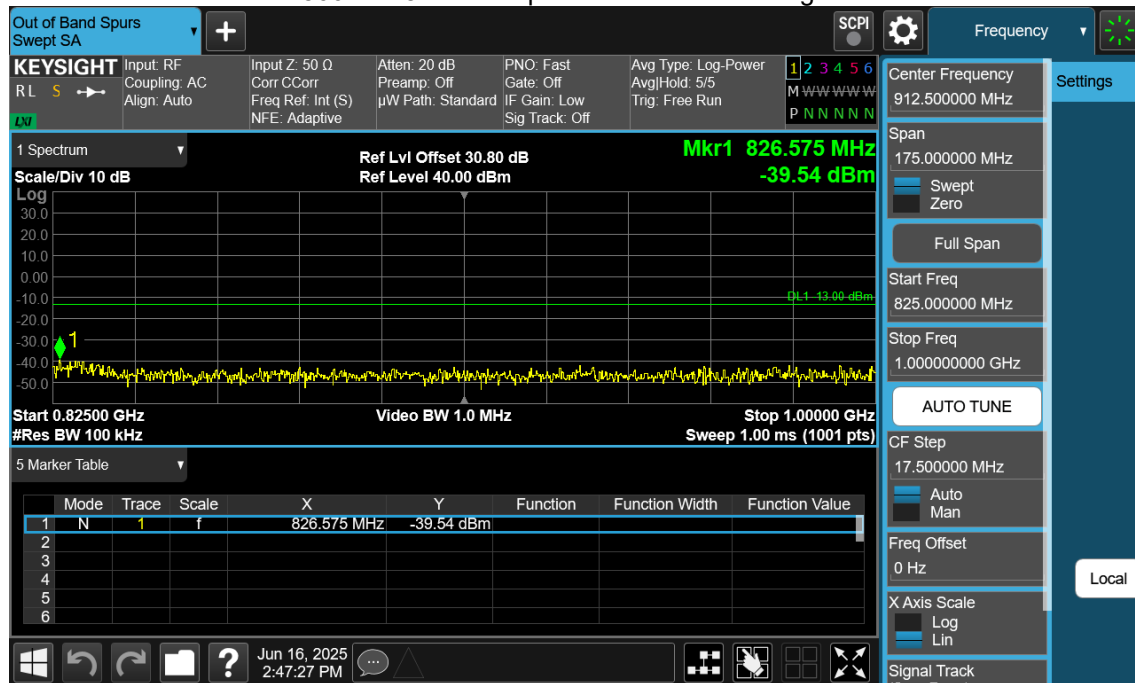 Out of Band Spurs
Swept SA
+
SCPI
Frequency
KEYSIGHT
R L S
LXI
Input: RF
Coupling: AC
Align: Auto
Input Z: 50 Ω
Corr CCorr
Freq Ref: Int (S)
NFE: Adaptive
Atten: 20 dB
Preamp: Off
µW Path: Standard
PNO: Fast
Gate: Off
IF Gain: Low
Sig Track: Off
Avg Type: Log-Power
Avg|Hold: 5/5
Trig: Free Run
1 2 3 4 5 6
M W W W W W
P N N N N N
1 Spectrum
Scale/Div 10 dB
Ref Lvl Offset 30.80 dB
Ref Level 40.00 dBm
Mkr1 826.575 MHz
-39.54 dBm
Log
30.0
20.0
10.0
0.00
-10.0
-20.0
-30.0
-40.0
-50.0
DL1 -13.00 dBm
1
Start 0.82500 GHz
#Res BW 100 kHz
Video BW 1.0 MHz
Stop 1.00000 GHz
Sweep 1.00 ms (1001 pts)
5 Marker Table
Mode Trace Scale X Y Function Function Width Function Value
1 N 1 f 826.575 MHz -39.54 dBm
2
3
4
5
6
Jun 16, 2025
2:47:27 PM
?
Center Frequency
912.500000 MHz
Span
175.000000 MHz
Swept
Zero
Full Span
Start Freq
825.000000 MHz
Stop Freq
1.000000000 GHz
AUTO TUNE
CF Step
17.500000 MHz
Auto
Man
Freq Offset
0 Hz
X Axis Scale
Log
Lin
Signal Track
Settings
Local